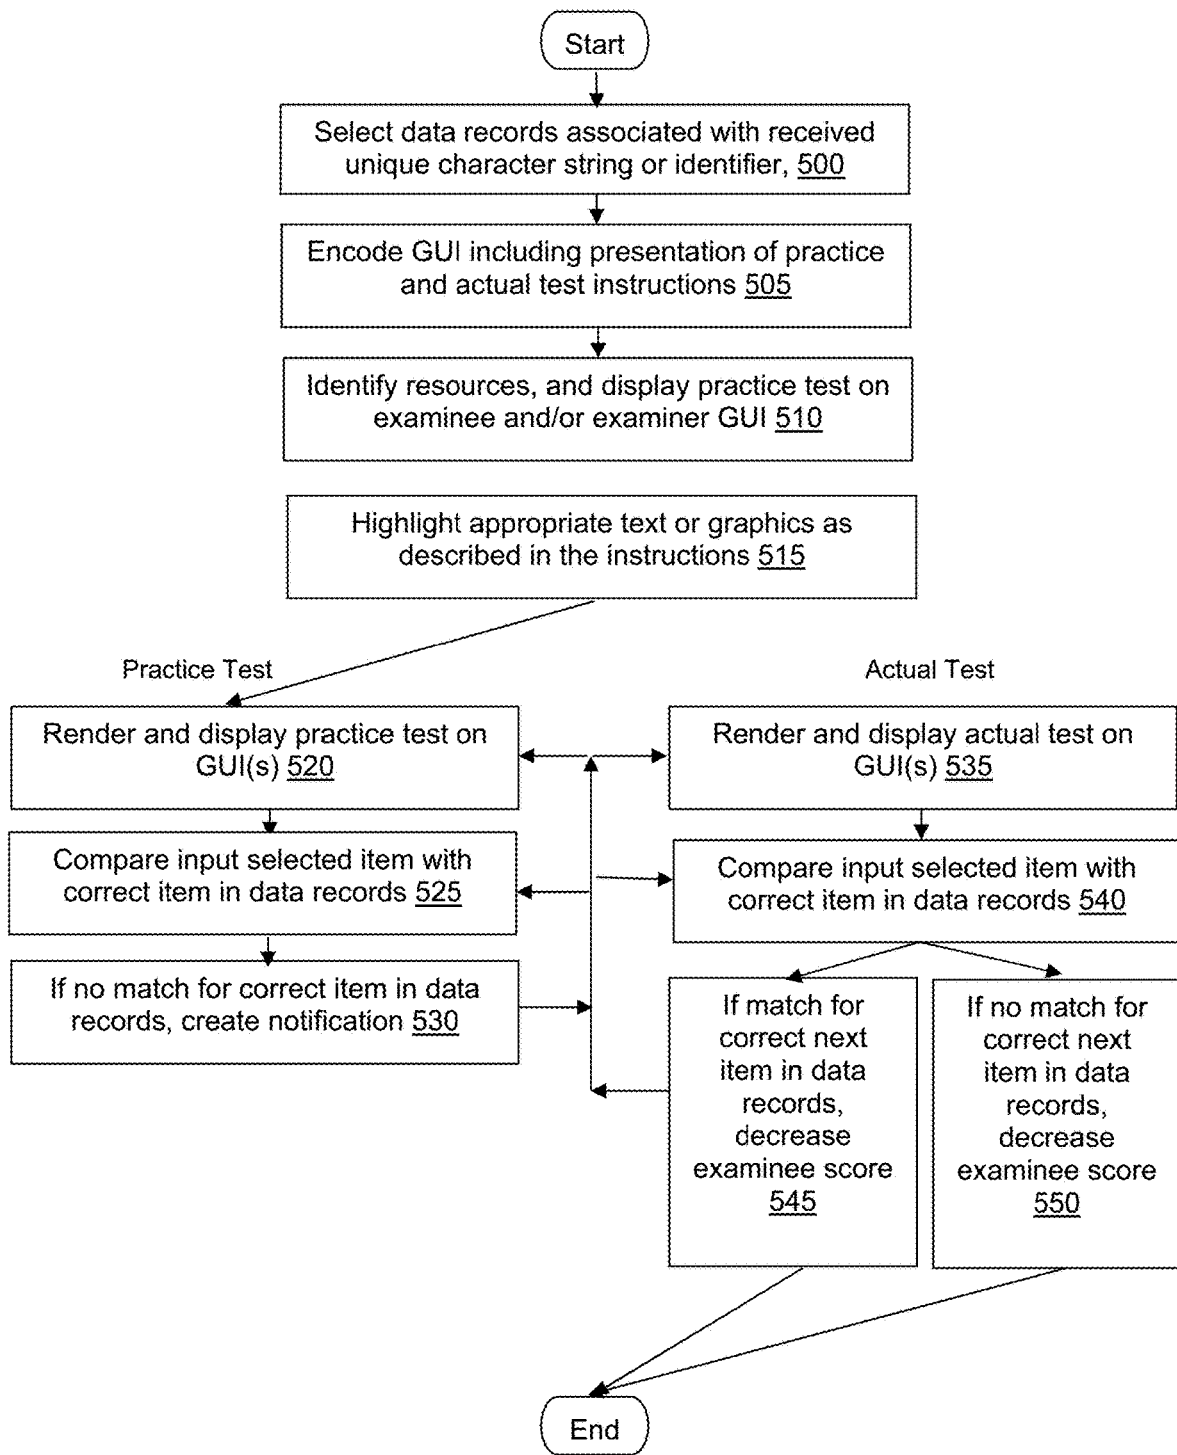 Start
Select data records associated with received
unique character string or identifier, 500
Encode GUI including presentation of practice
and actual test instructions 505
Identify resources, and display practice test on
examinee and/or examiner GUI 510
Highlight appropriate text or graphics as
described in the instructions 515
Practice Test
Actual Test
Render and display practice test on
GUI(s) 520
Render and display actual test on
GUI(s) 535
Compare input selected item with
correct item in data records 525
Compare input selected item with
correct item in data records 540
If no match for correct item in data
records, create notification 530
If match for
correct next
item in data
records,
decrease
examinee score
545
If no match for
correct next
item in data
records,
decrease
examinee score
550
End